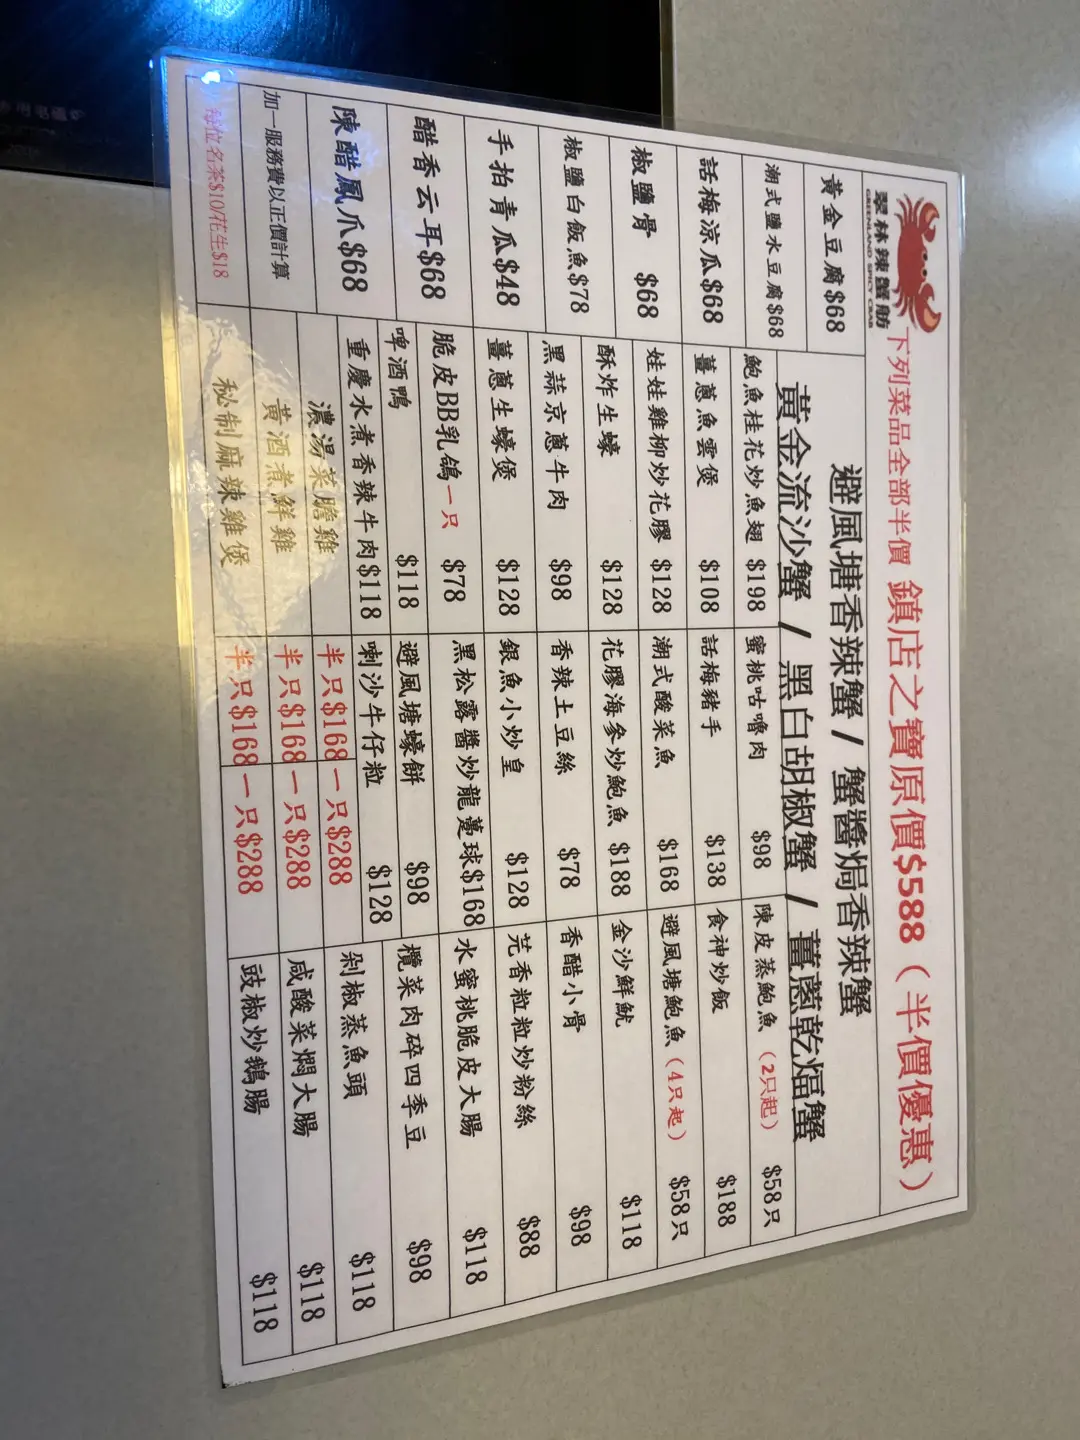 翠林辣蟹舫
GREENLAND SPICY CRAB
下列菜品全部半價 鎮店之寶原價$588（半價優惠）
避風塘香辣蟹 / 蟹醬焗香辣蟹
黃金流沙蟹 / 黑白胡椒蟹 / 薑蔥乾煏蟹
黃金豆腐$68
潮式鹽水豆腐$68
話梅涼瓜$68
椒鹽骨 $68
椒鹽白飯魚$78
手拍青瓜$48
醋香云耳$68
陳醋鳳爪$68
加一服務費以正價計算
每位名茶$10/花生$18
鮑魚桂花炒魚翅 $198
薑蔥魚雲煲 $108
娃娃雞柳炒花膠 $128
酥炸生蠔 $128
黑蒜京蔥牛肉 $98
薑蔥生蠔煲 $128
脆皮BB乳鴿一只 $78
啤酒鴨 $118
重慶水煮香辣牛肉$118
濃湯菜膽雞 半只$168 一只$288
黃酒煮鮮雞 半只$168 一只$288
秘制麻辣雞煲 半只$168 一只$288
蜜桃咕嚕肉 $98
話梅豬手 $138
潮式酸菜魚 $168
花膠海參炒鮑魚 $188
香辣土豆絲 $78
銀魚小炒皇 $128
黑松露醬炒龍躉球$168
避風塘蠔餅 $98
喇沙牛仔粒 $128
陳皮蒸鮑魚（2只起） $58只
食神炒飯 $188
避風塘鮑魚（4只起） $58只
金沙鮮魷 $118
香醋小骨 $98
芫香粒粒炒粉絲 $88
水蜜桃脆皮大腸 $118
欖菜肉碎四季豆 $98
剁椒蒸魚頭 $118
咸酸菜燜大腸 $118
豉椒炒鵝腸 $118